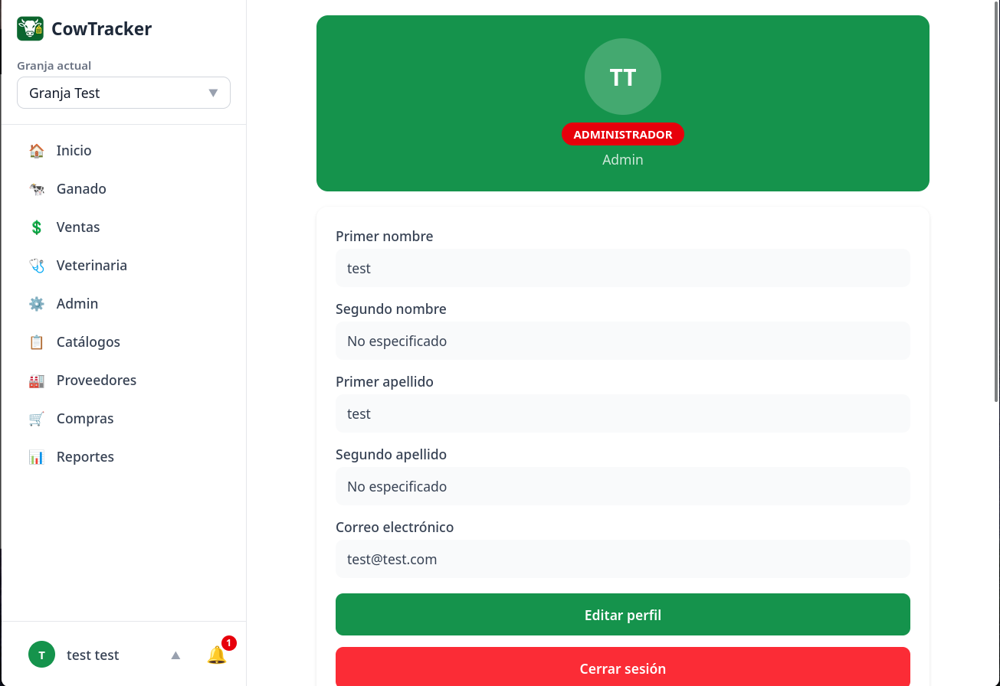 CowTracker
Granja actual
Granja Test
Inicio
Ganado
Ventas
Veterinaria
Admin
Catálogos
Proveedores
Compras
Reportes
T
test test
1
TT
ADMINISTRADOR
Admin
Primer nombre
test
Segundo nombre
No especificado
Primer apellido
test
Segundo apellido
No especificado
Correo electrónico
test@test.com
Editar perfil
Cerrar sesión